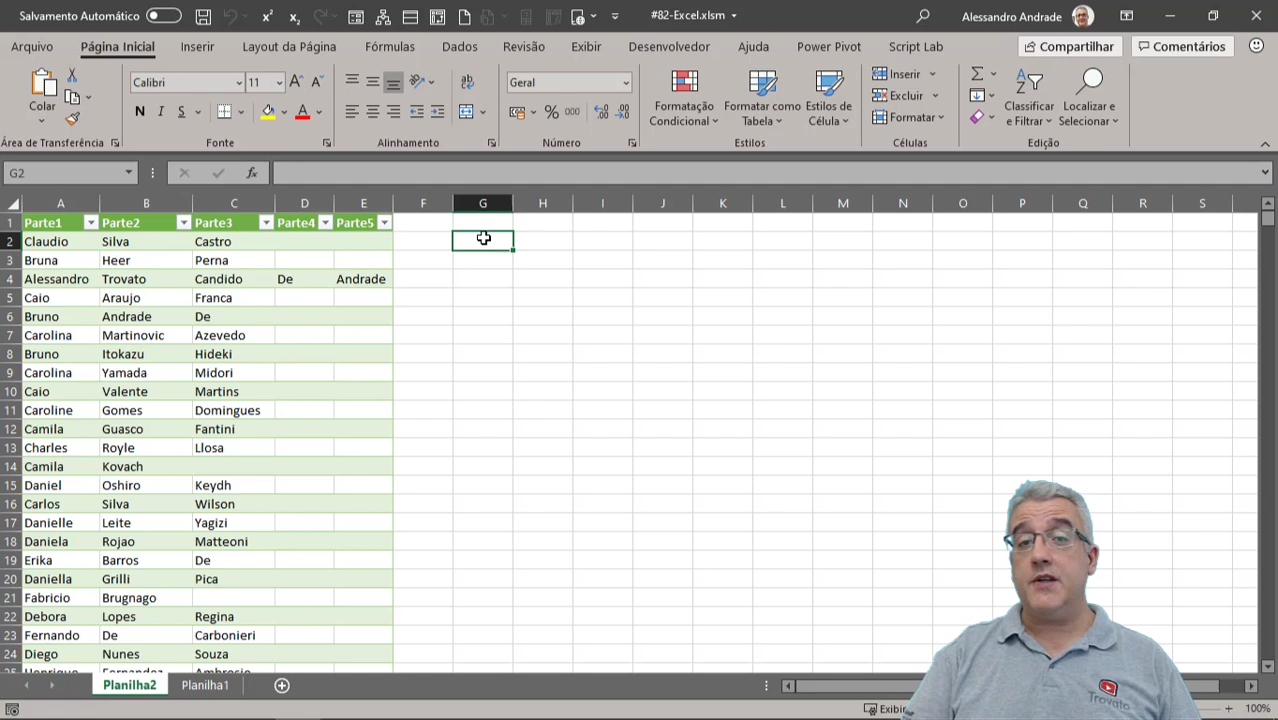 Salvamento Automático
#82-Excel.xlsm
Alessandro Andrade
Arquivo Página Inicial Inserir Layout da Página Fórmulas Dados Revisão Exibir Desenvolvedor Ajuda Power Pivot Script Lab Compartilhar Comentários
Colar
Calibri 11
N I S
Geral
% 000
Formatação Condicional
Formatar como Tabela
Estilos de Célula
Inserir
Excluir
Formatar
Classificar e Filtrar
Localizar e Selecionar
Área de Transferência Fonte Alinhamento Número Estilos Células Edição
G2 fx
A B C D E F G H I J K L M N O P Q R S
1 Parte1 Parte2 Parte3 Parte4 Parte5
2 Claudio Silva Castro
3 Bruna Heer Perna
4 Alessandro Trovato Candido De Andrade
5 Caio Araujo Franca
6 Bruno Andrade De
7 Carolina Martinovic Azevedo
8 Bruno Itokazu Hideki
9 Carolina Yamada Midori
10 Caio Valente Martins
11 Caroline Gomes Domingues
12 Camila Guasco Fantini
13 Charles Royle Llosa
14 Camila Kovach
15 Daniel Oshiro Keydh
16 Carlos Silva Wilson
17 Danielle Leite Yagizi
18 Daniela Rojao Matteoni
19 Erika Barros De
20 Daniella Grilli Pica
21 Fabricio Brugnago
22 Debora Lopes Regina
23 Fernando De Carbonieri
24 Diego Nunes Souza
25 Henrique Fernandez Ambrosio
Planilha2 Planilha1
Trovato
Exibir
100%